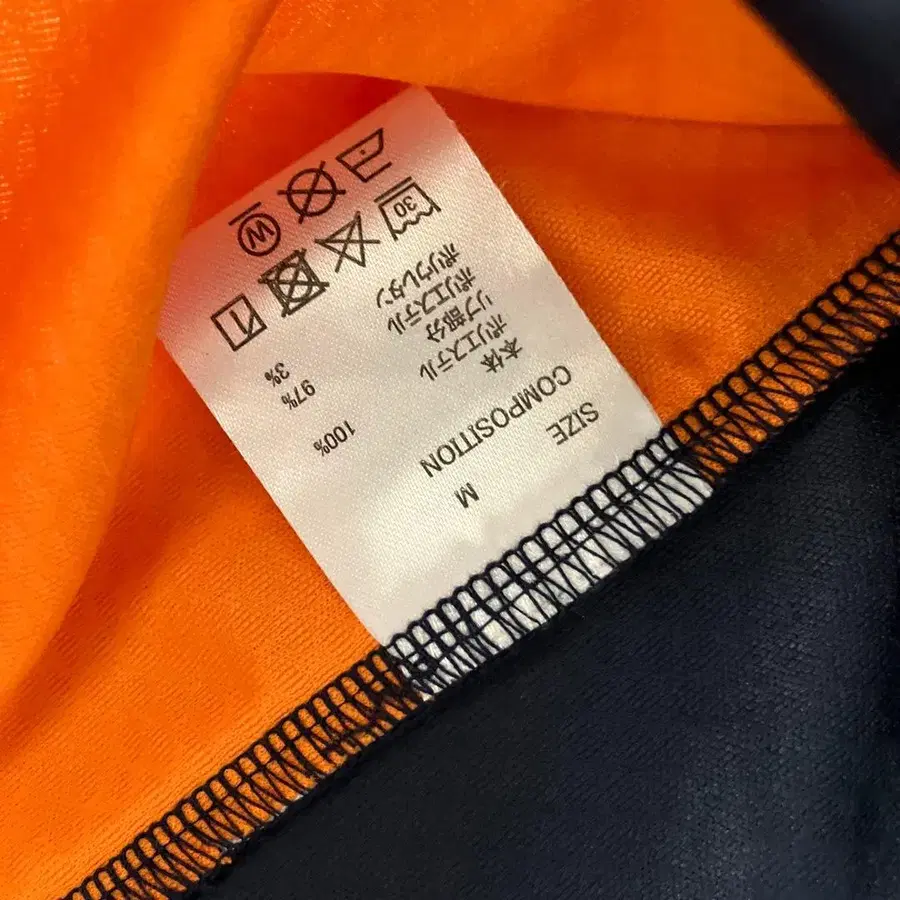 SIZE M
COMPOSITION
本体
ポリエステル 100%
リブ部分
ポリエステル 97%
ポリウレタン 3%
30
W